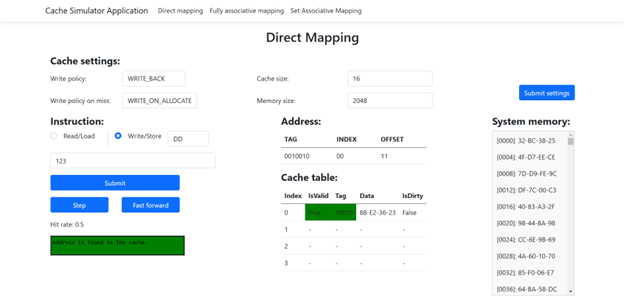 Cache Simulator Application Direct mapping Fully associative mapping Set Associative Mapping
Direct Mapping
Cache settings:
Write policy: WRITE_BACK Cache size: 16
Submit settings
Write policy on miss: WRITE_ON_ALLOCATE Memory size: 2048
Instruction:
Read/Load Write/Store DD
123
Submit
Step Fast forward
Hit rate: 0.5
Address is found in the cache.
Address:
TAG INDEX OFFSET
0010010 00 11
Cache table:
Index IsValid Tag Data IsDirty
0 True 10010 88-E2-36-23 False
1 - - - -
2 - - - -
3 - - - -
System memory:
[0000]: 32-BC-38-25
[0004]: 4F-D7-EE-CE
[0008]: 7D-D9-FE-9C
[0012]: DF-7C-00-C3
[0016]: 40-83-A3-2F
[0020]: 98-44-8A-9B
[0024]: CC-6E-9B-69
[0028]: 4A-60-10-70
[0032]: 85-F0-06-E7
[0036]: 64-BA-58-DC